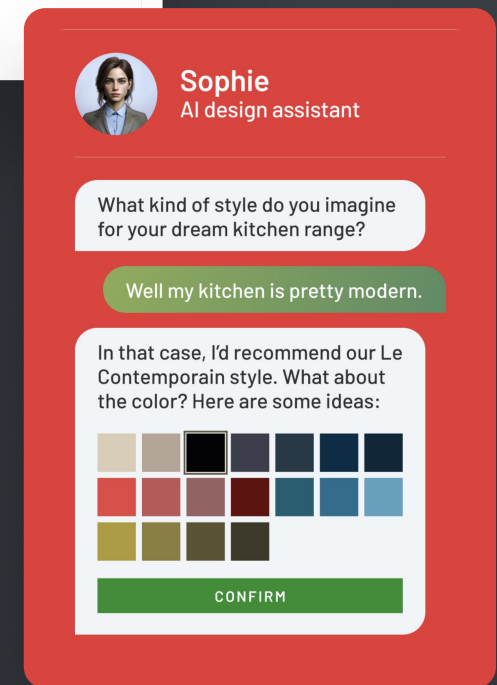 Sophie
AI design assistant
What kind of style do you imagine
for your dream kitchen range?
Well my kitchen is pretty modern.
In that case, I'd recommend our Le
Contemporain style. What about
the color? Here are some ideas:
CONFIRM